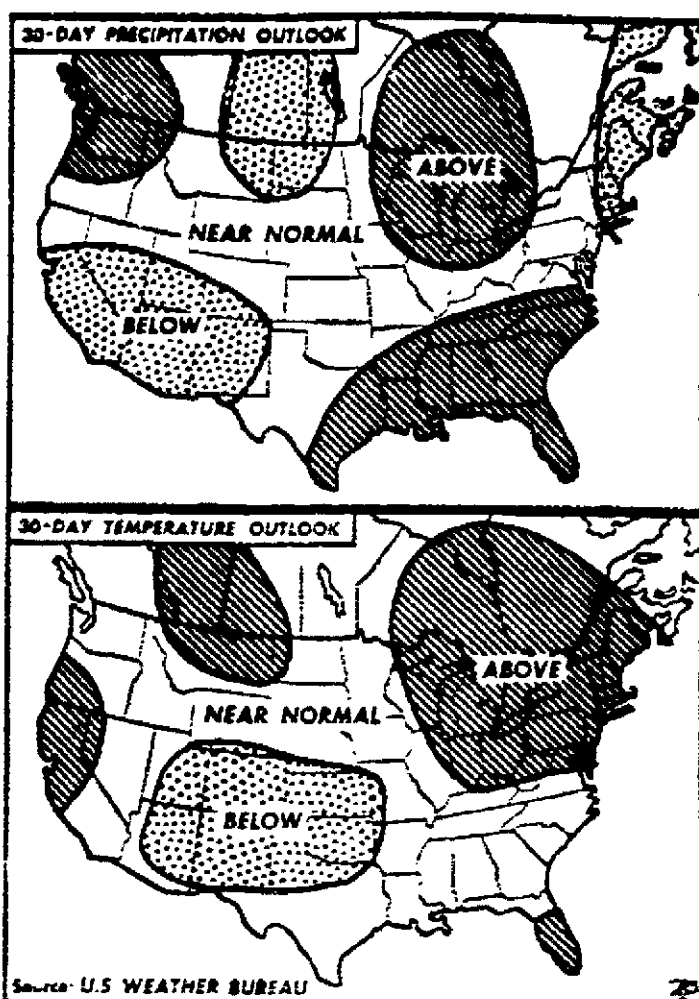 30-DAY PRECIPITATION OUTLOOK
ABOVE
NEAR NORMAL
BELOW
30-DAY TEMPERATURE OUTLOOK
ABOVE
NEAR NORMAL
BELOW
Source: U.S WEATHER BUREAU